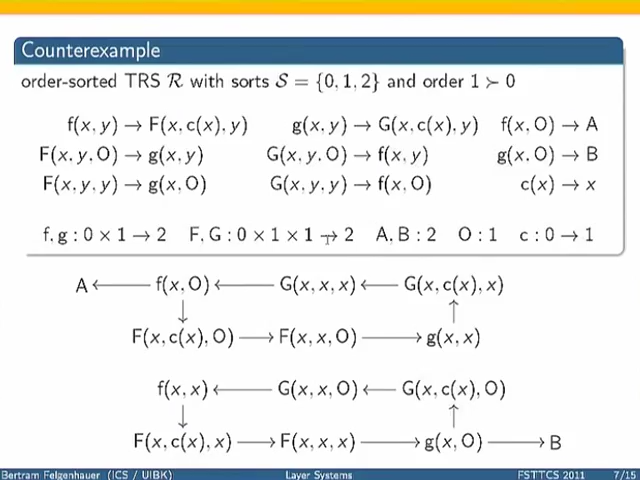 Counterexample
order-sorted TRS R with sorts S = {0, 1, 2} and order 1 ≻ 0
f(x, y) → F(x, c(x), y) g(x, y) → G(x, c(x), y) f(x, O) → A
F(x, y, O) → g(x, y) G(x, y, O) → f(x, y) g(x, O) → B
F(x, y, y) → g(x, O) G(x, y, y) → f(x, O) c(x) → x
f, g : 0 × 1 → 2 F, G : 0 × 1 × 1 → 2 A, B : 2 O : 1 c : 0 → 1
A ← f(x, O) ← G(x, x, x) ← G(x, c(x), x)
↓ ↑
F(x, c(x), O) → F(x, x, O) → g(x, x)
f(x, x) ← G(x, x, O) ← G(x, c(x), O)
↓ ↑
F(x, c(x), x) → F(x, x, x) → g(x, O) → B
Bertram Felgenhauer (ICS / UIBK) Layer Systems FSTTCS 2011 7/15